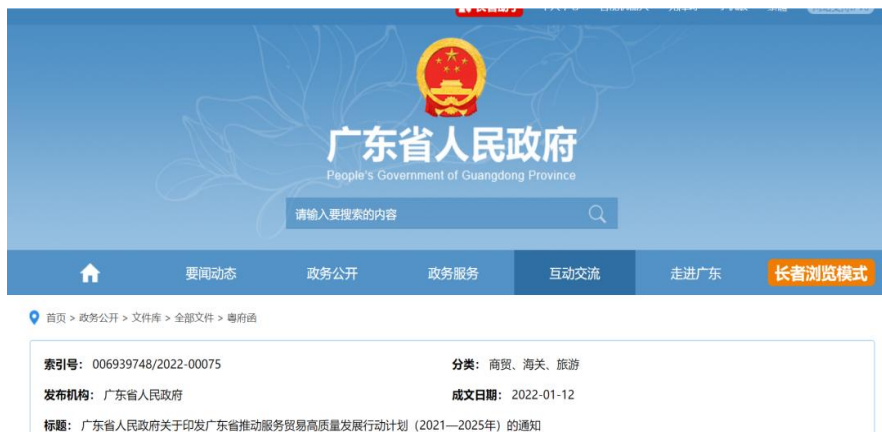 长者助手
广东省人民政府
People's Government of Guangdong Province
请输入要搜索的内容
要闻动态 政务公开 政务服务 互动交流 走进广东 长者浏览模式
首页 > 政务公开 > 文件库 > 全部文件 > 粤府函
索引号： 006939748/2022-00075 分类： 商贸、海关、旅游
发布机构： 广东省人民政府 成文日期： 2022-01-12
标题： 广东省人民政府关于印发广东省推动服务贸易高质量发展行动计划（2021—2025年）的通知